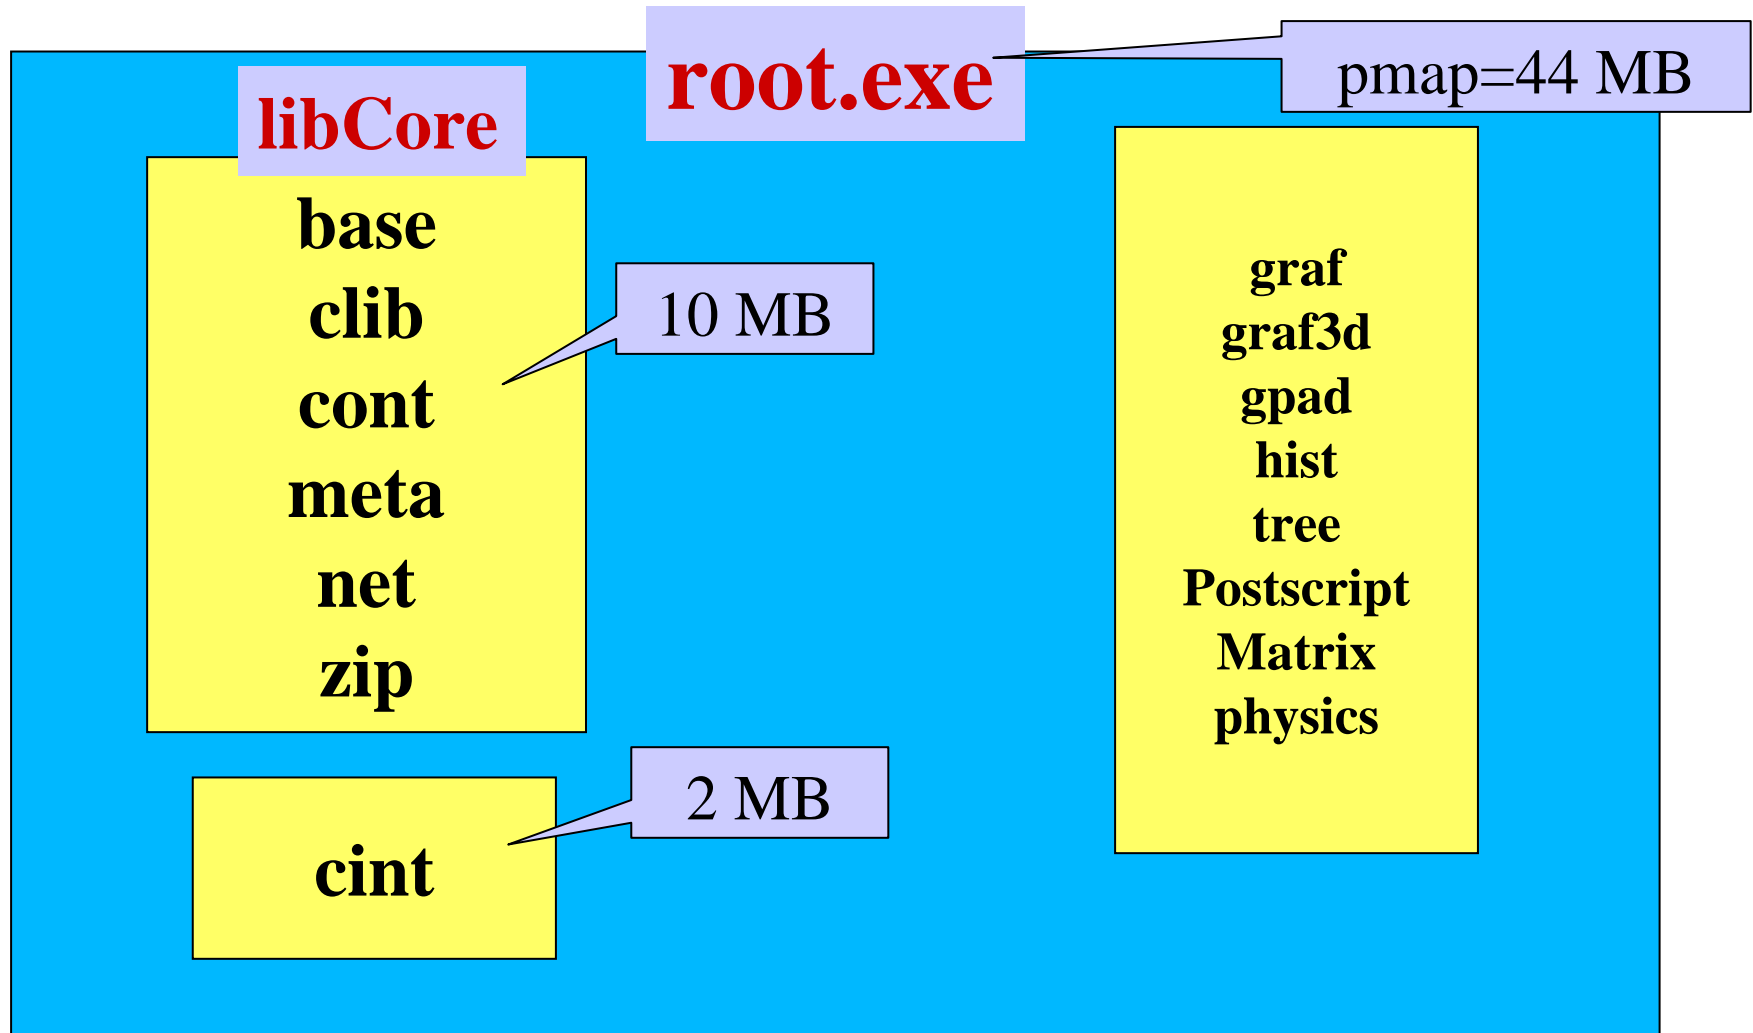 root.exe
pmap=44 MB
libCore
base
clib
cont
meta
net
zip
10 MB
cint
2 MB
graf
graf3d
gpad
hist
tree
Postscript
Matrix
physics